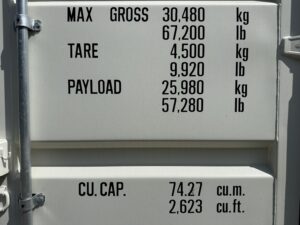 MAX GROSS 30,480 kg
67,200 lb
TARE 4,500 kg
9,920 lb
PAYLOAD 25,980 kg
57,280 lb
CU. CAP. 74.27 cu.m.
2,623 cu.ft.